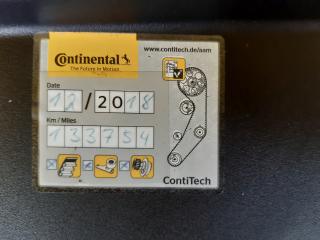 Continental
The Future in Motion
www.contitech.de/aam
Date
12/2018
Km / Miles
133754
ContiTech